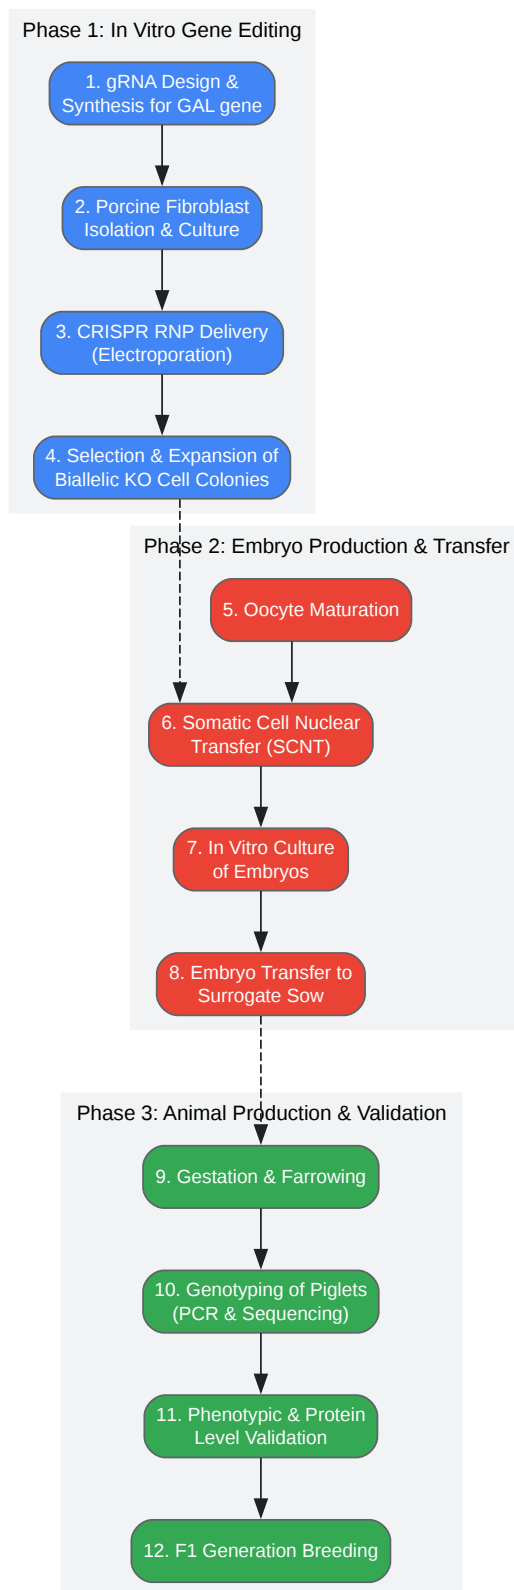 Phase 1: In Vitro Gene Editing
1. gRNA Design &
Synthesis for GAL gene
2. Porcine Fibroblast
Isolation & Culture
3. CRISPR RNP Delivery
(Electroporation)
4. Selection & Expansion of
Biallelic KO Cell Colonies
Phase 2: Embryo Production & Transfer
5. Oocyte Maturation
6. Somatic Cell Nuclear
Transfer (SCNT)
7. In Vitro Culture
of Embryos
8. Embryo Transfer to
Surrogate Sow
Phase 3: Animal Production & Validation
9. Gestation & Farrowing
10. Genotyping of Piglets
(PCR & Sequencing)
11. Phenotypic & Protein
Level Validation
12. F1 Generation Breeding